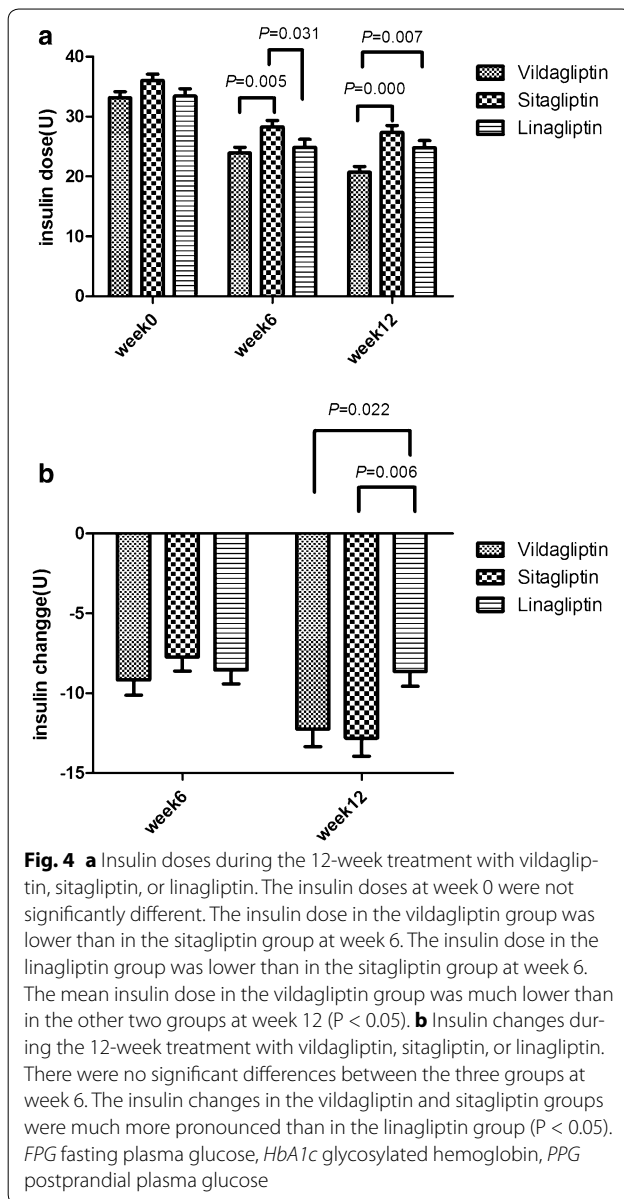 a
P=0.031
P=0.007
P=0.005
P=0.000
40
30
20
10
0
insulin dose(U)
week0
week6
week12
Vildagliptin
Sitagliptin
Linagliptin
b
P=0.022
P=0.006
0
-5
-10
-15
insulin changge(U)
week6
week12
Vildagliptin
Sitagliptin
Linagliptin
Fig. 4 a Insulin doses during the 12-week treatment with vildaglip-
tin, sitagliptin, or linagliptin. The insulin doses at week 0 were not
significantly different. The insulin dose in the vildagliptin group was
lower than in the sitagliptin group at week 6. The insulin dose in the
linagliptin group was lower than in the sitagliptin group at week 6.
The mean insulin dose in the vildagliptin group was much lower than
in the other two groups at week 12 (P < 0.05). b Insulin changes dur-
ing the 12-week treatment with vildagliptin, sitagliptin, or linagliptin.
There were no significant differences between the three groups at
week 6. The insulin changes in the vildagliptin and sitagliptin groups
were much more pronounced than in the linagliptin group (P < 0.05).
FPG fasting plasma glucose, HbA1c glycosylated hemoglobin, PPG
postprandial plasma glucose